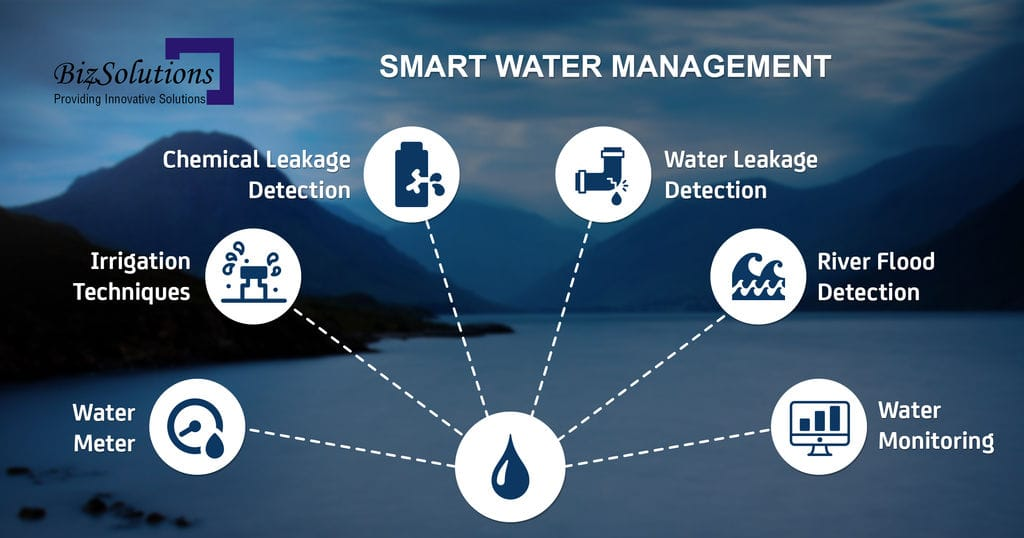 BizSolutions
Providing Innovative Solutions
SMART WATER MANAGEMENT
Chemical Leakage
Detection
Water Leakage
Detection
Irrigation
Techniques
River Flood
Detection
Water
Meter
Water
Monitoring